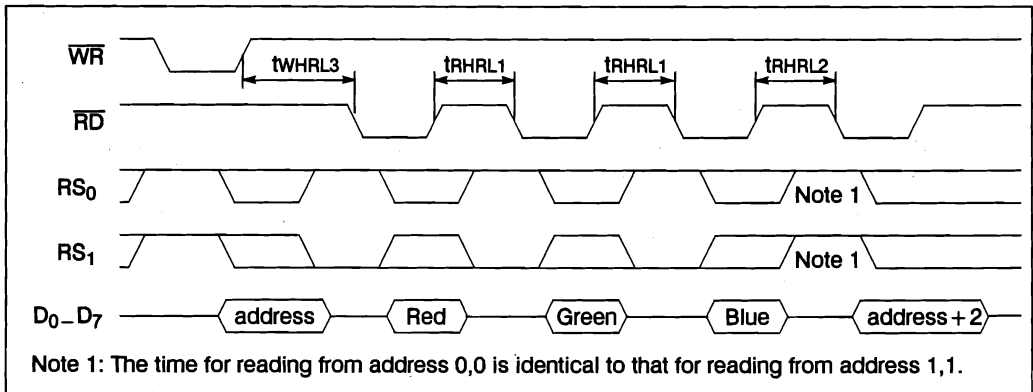 WR
tWHRL3 tRHRL1 tRHRL1 tRHRL2
RD
RS0 Note 1
RS1 Note 1
D0–D7 address Red Green Blue address+2
Note 1: The time for reading from address 0,0 is identical to that for reading from address 1,1.